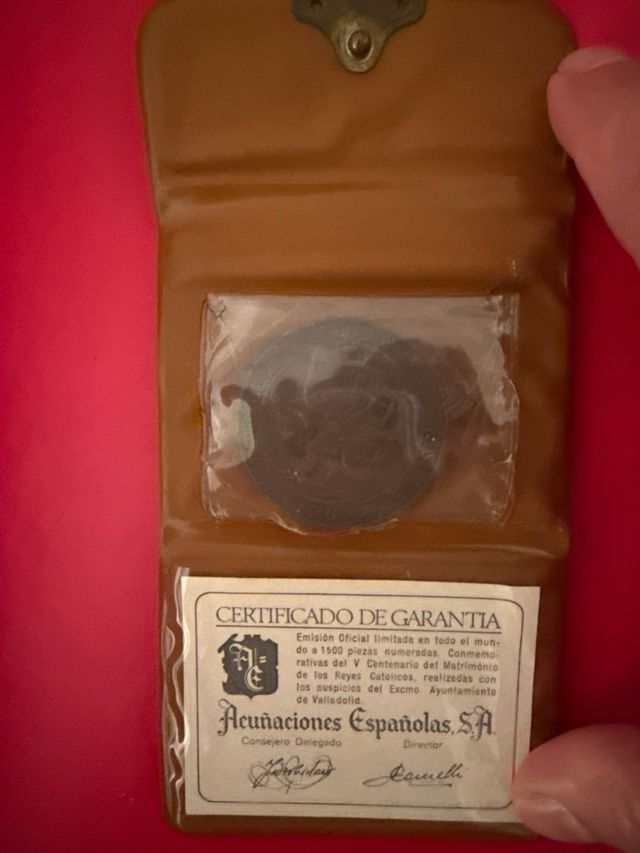 CERTIFICADO DE GARANTIA
Emisión Oficial limitada en todo el mun-
do a 1500 piezas numeradas. Conmemo-
rativas del V Centenario del Matrimonio
de los Reyes Catolicos, realizadas con
los auspicios del Excmo Ayuntamiento
de Valladolid.
A=E
Acuñaciones Españolas, S.A.
Consejero Delegado Director